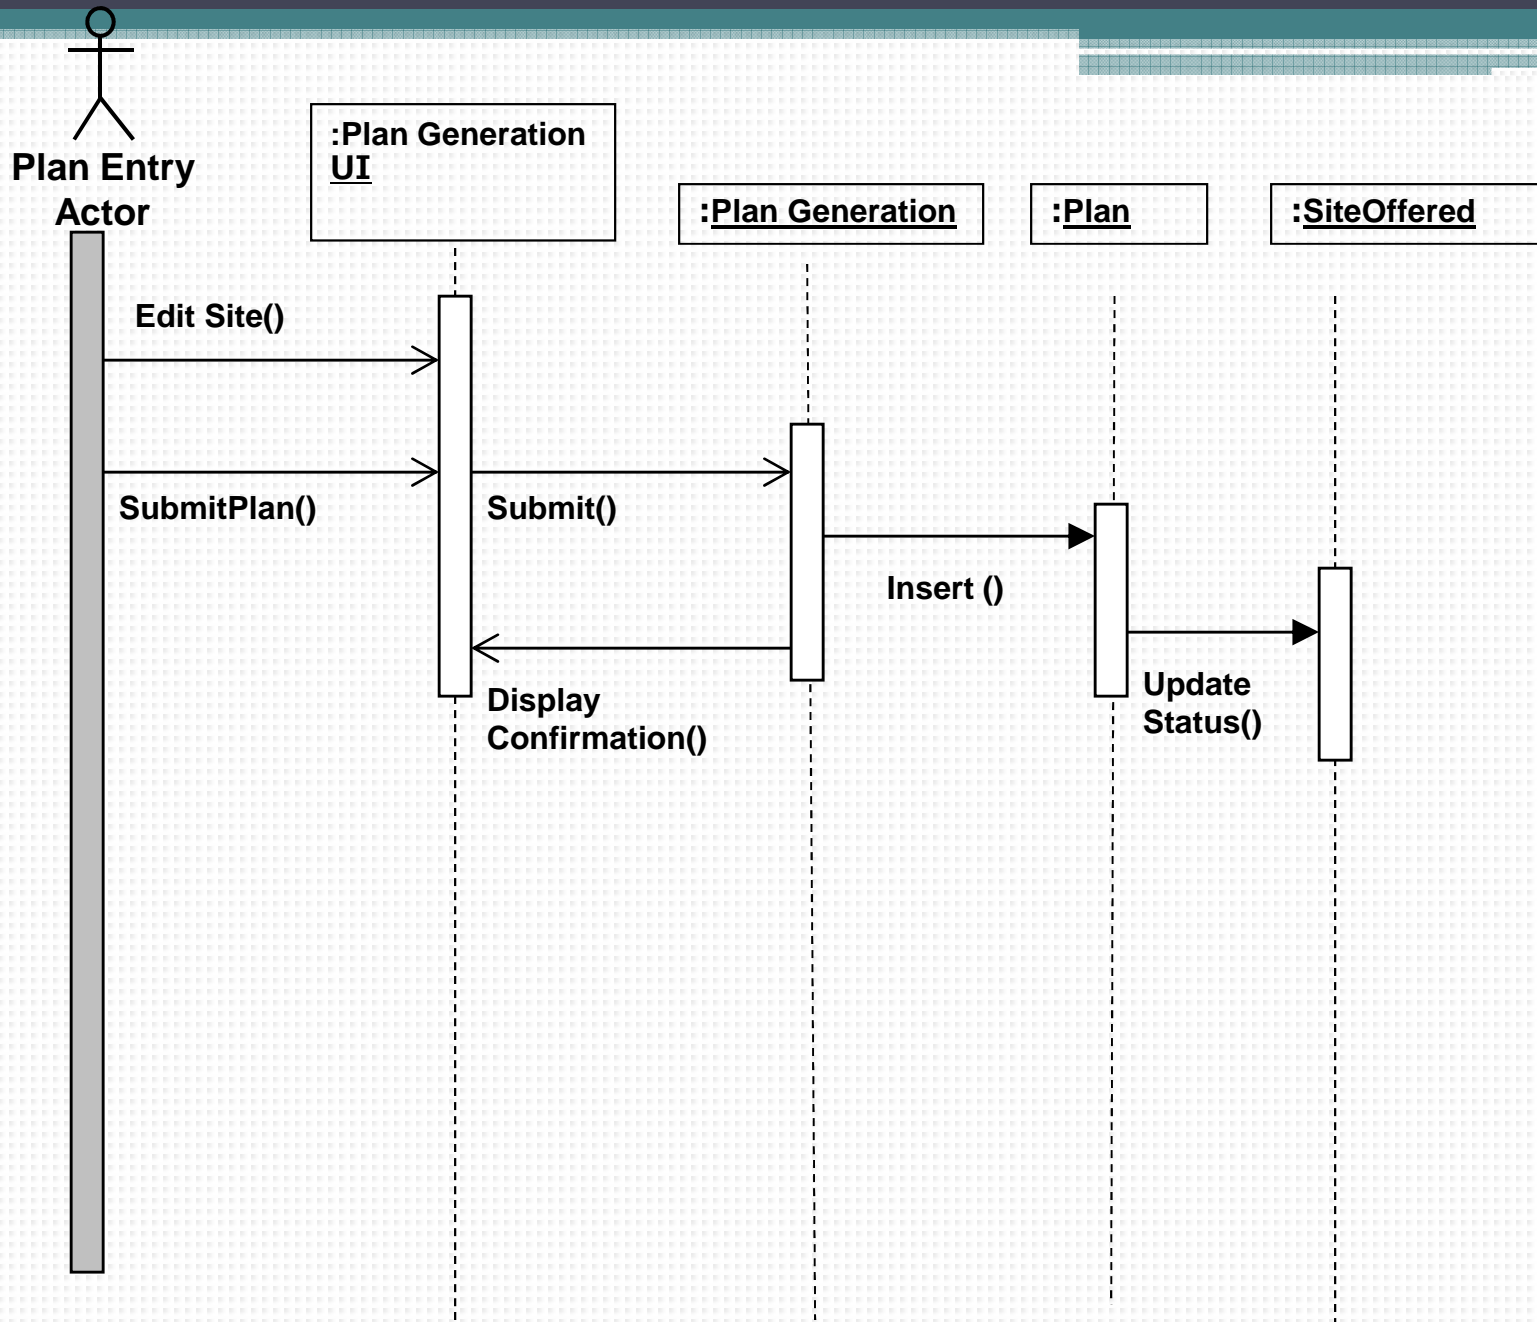 Plan Entry
Actor
:Plan Generation
UI
:Plan Generation
:Plan
:SiteOffered
Edit Site()
SubmitPlan()
Submit()
Insert ()
Display
Confirmation()
Update
Status()